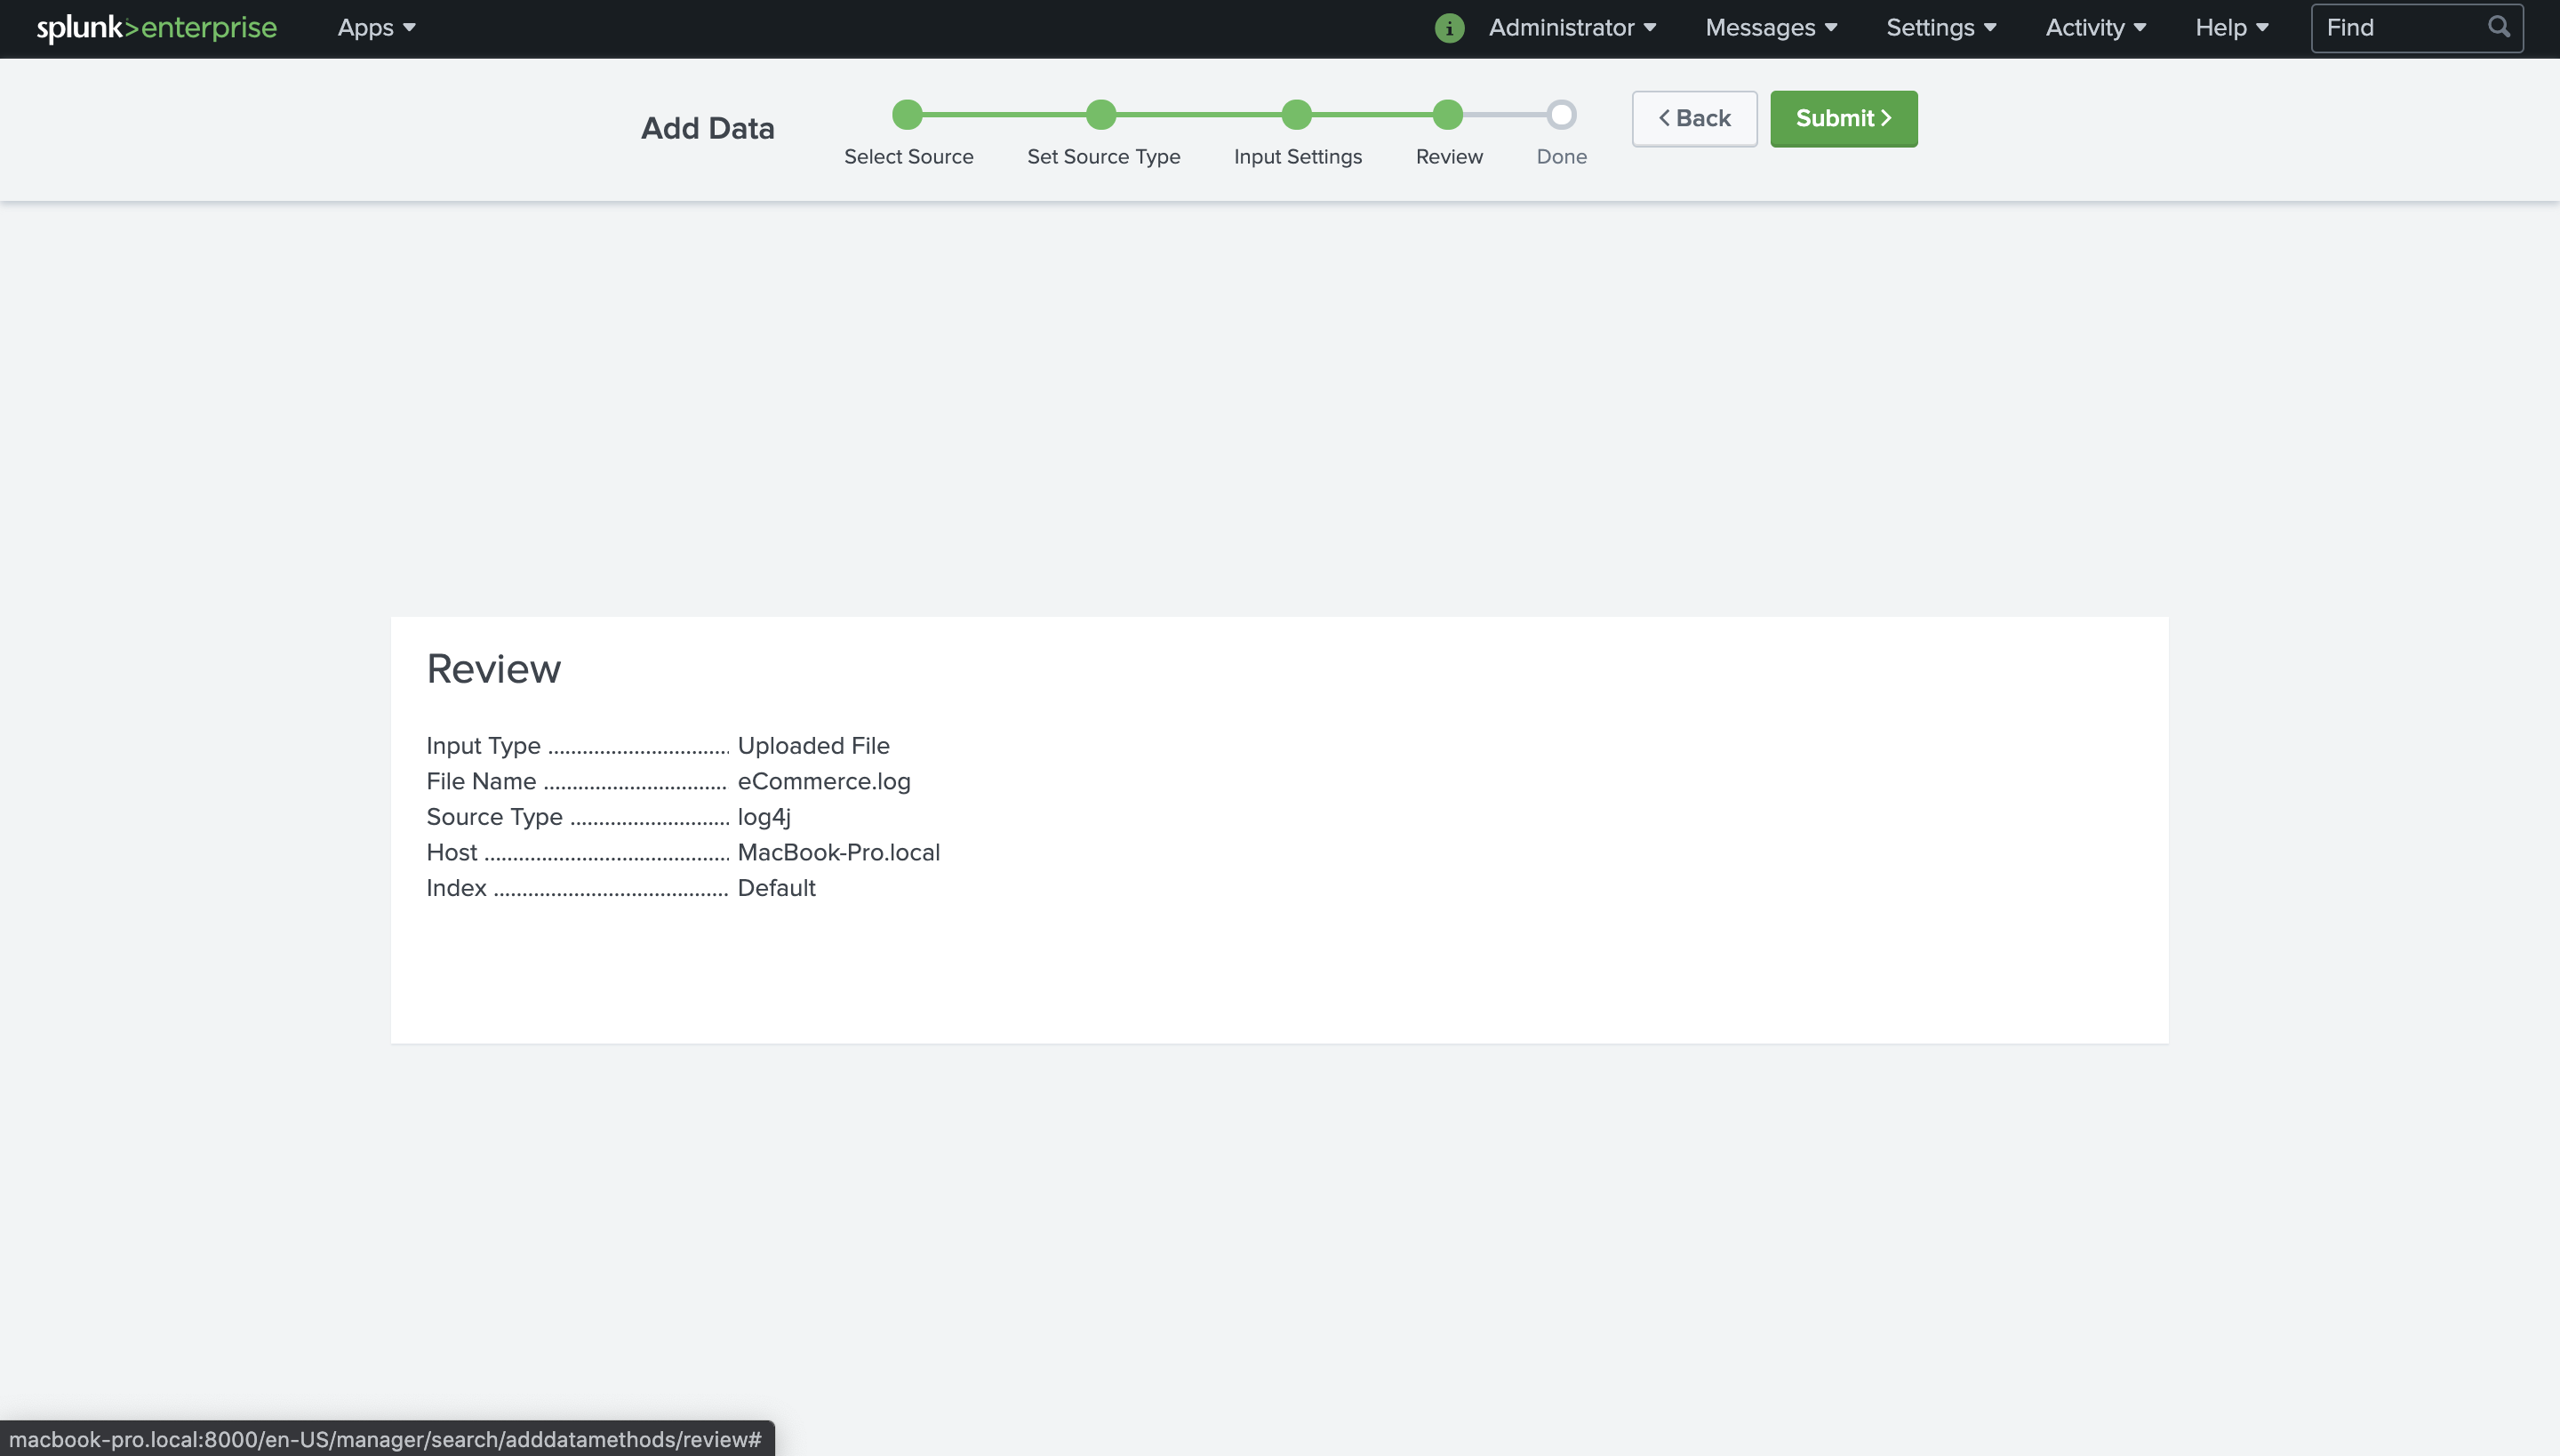 splunk>enterprise Apps Administrator Messages Settings Activity Help Find
Add Data
Select Source Set Source Type Input Settings Review Done
< Back Submit >
Review
Input Type ................................ Uploaded File
File Name ................................ eCommerce.log
Source Type ............................ log4j
Host ........................................... MacBook-Pro.local
Index ......................................... Default
macbook-pro.local:8000/en-US/manager/search/adddatamethods/review#